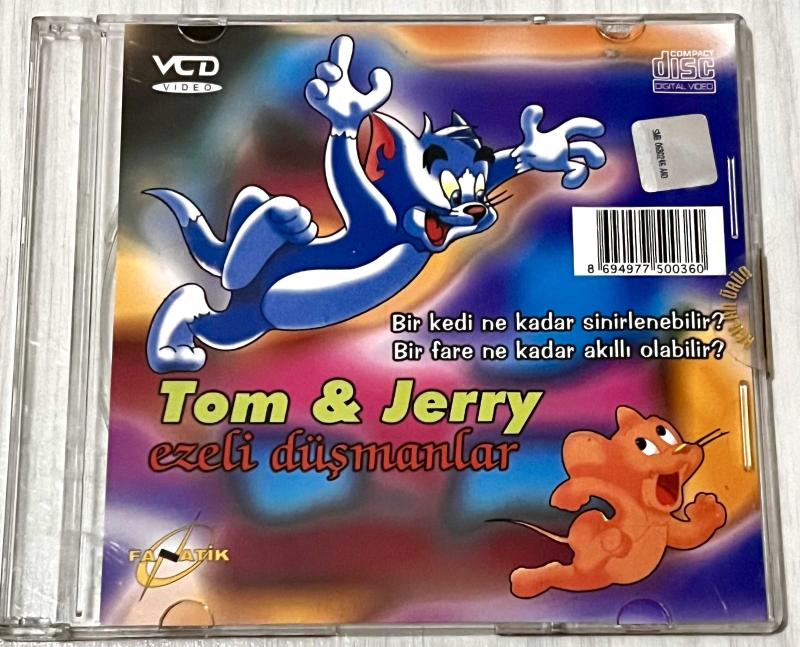 VCD
VIDEO
COMPACT
disc
DIGITAL VIDEO
8 694977 500360
Bir kedi ne kadar sinirlenebilir?
Bir fare ne kadar akıllı olabilir?
Tom & Jerry
ezeli düşmanlar
FANATİK